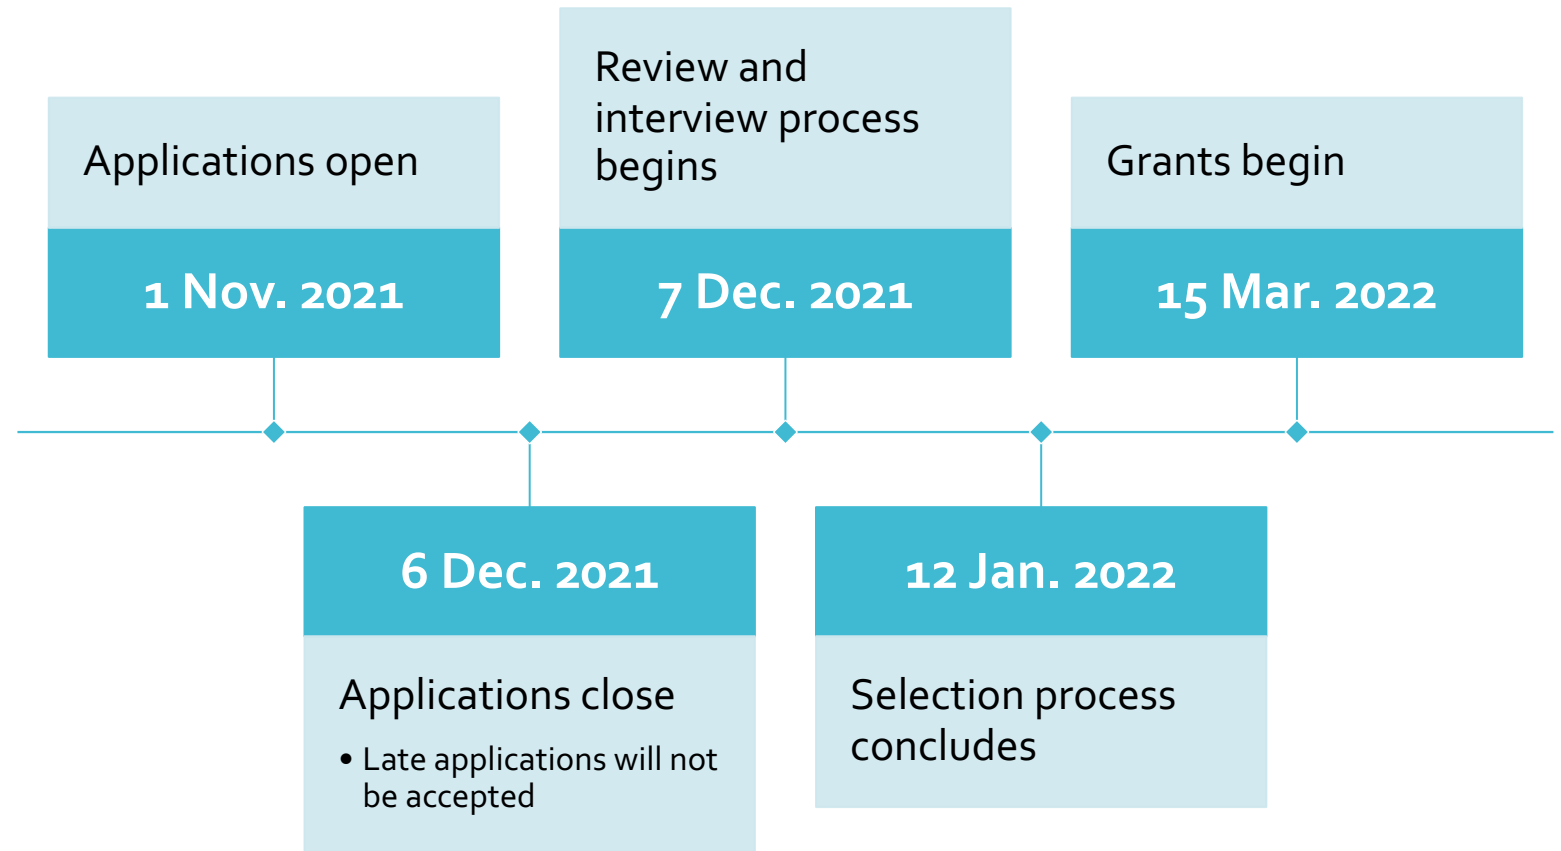 Applications open
1 Nov. 2021
6 Dec. 2021
Applications close
• Late applications will not
be accepted
Review and
interview process
begins
7 Dec. 2021
12 Jan. 2022
Selection process
concludes
Grants begin
15 Mar. 2022